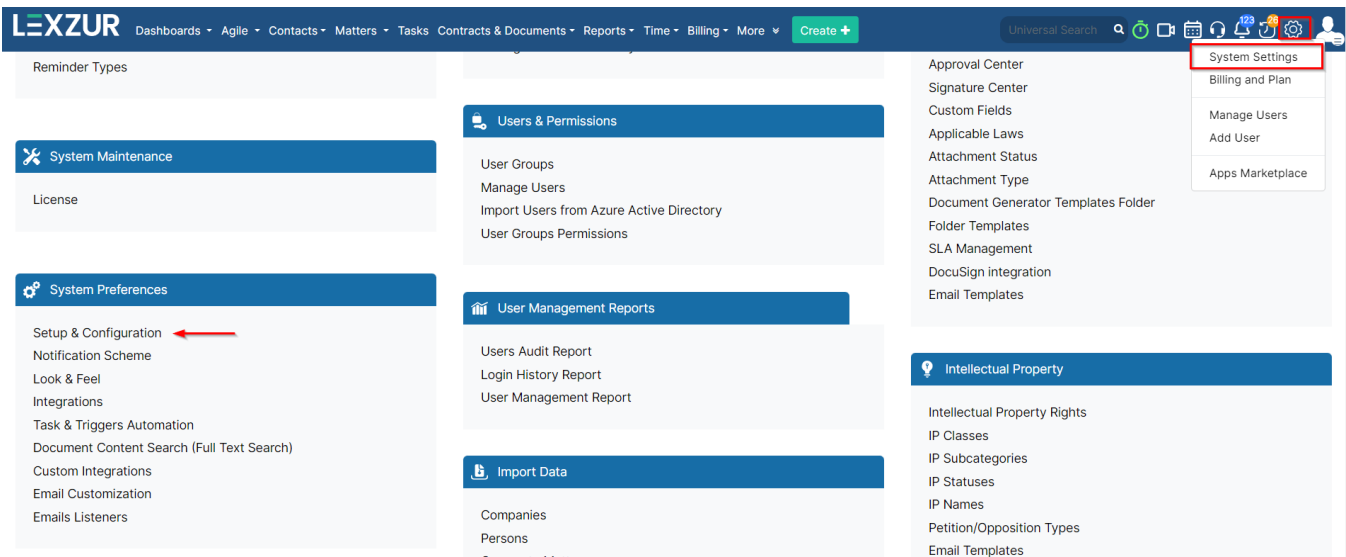 LEXZUR Dashboards Agile Contacts Matters Tasks Contracts & Documents Reports Time Billing More Create + Universal Search 123 26
System Settings
Billing and Plan
Manage Users
Add User
Apps Marketplace
Reminder Types
System Maintenance
License
System Preferences
Setup & Configuration
Notification Scheme
Look & Feel
Integrations
Task & Triggers Automation
Document Content Search (Full Text Search)
Custom Integrations
Email Customization
Emails Listeners
Users & Permissions
User Groups
Manage Users
Import Users from Azure Active Directory
User Groups Permissions
User Management Reports
Users Audit Report
Login History Report
User Management Report
Import Data
Companies
Persons
Approval Center
Signature Center
Custom Fields
Applicable Laws
Attachment Status
Attachment Type
Document Generator Templates Folder
Folder Templates
SLA Management
DocuSign integration
Email Templates
Intellectual Property
Intellectual Property Rights
IP Classes
IP Subcategories
IP Statuses
IP Names
Petition/Opposition Types
Email Templates